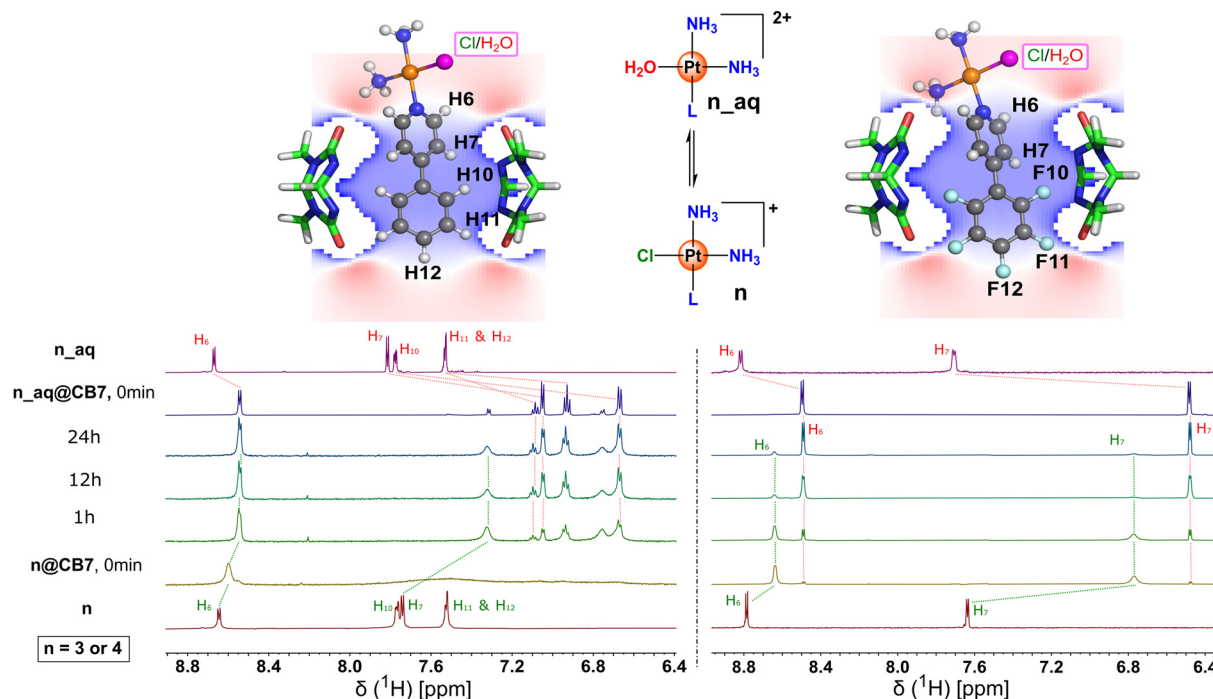 Cl/H₂O
H6
H7
H10
H11
H12
NH₃
2+
H₂O
Pt
NH₃
L
n_aq
NH₃
+
Cl
Pt
NH₃
L
n
Cl/H₂O
H6
H7
F10
F11
F12
n_aq
H₆
H₇
H₁₀
H₁₁ & H₁₂
H₆
H₇
n_aq@CB7, 0min
24h
H₆
H₇
H₆
H₇
12h
1h
n@CB7, 0min
n
H₆
H₁₀
H₇
H₁₁ & H₁₂
H₆
H₇
n = 3 or 4
8.8 8.4 8.0 7.6 7.2 6.8 6.4
δ (¹H) [ppm]
8.8 8.4 8.0 7.6 7.2 6.8 6.4
δ (¹H) [ppm]